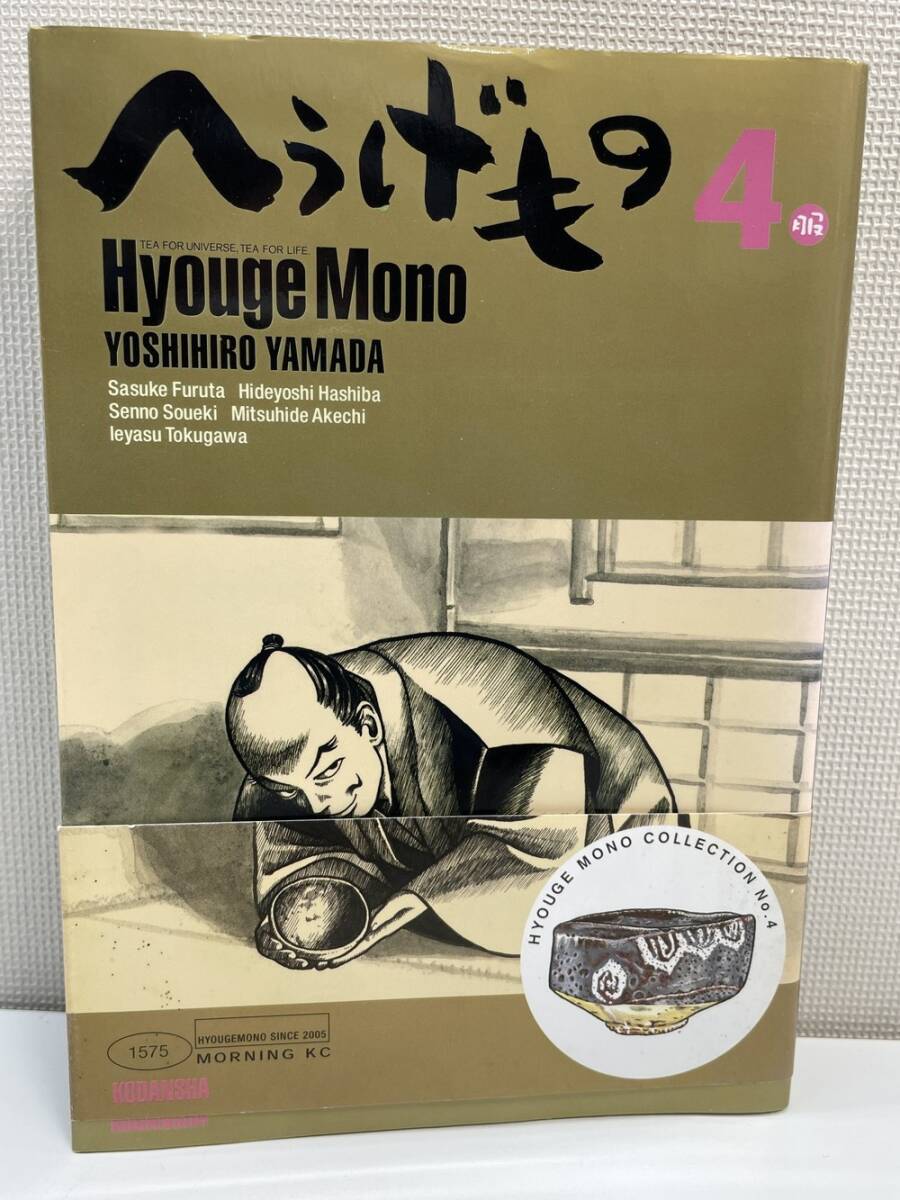 へうげもの
4服
TEA FOR UNIVERSE, TEA FOR LIFE.
Hyouge Mono
YOSHIHIRO YAMADA
Sasuke Furuta Hideyoshi Hashiba
Senno Soueki Mitsuhide Akechi
Ieyasu Tokugawa
HYOUGE MONO COLLECTION No.4
1575
HYOUGEMONO SINCE 2005
MORNING KC
KODANSHA